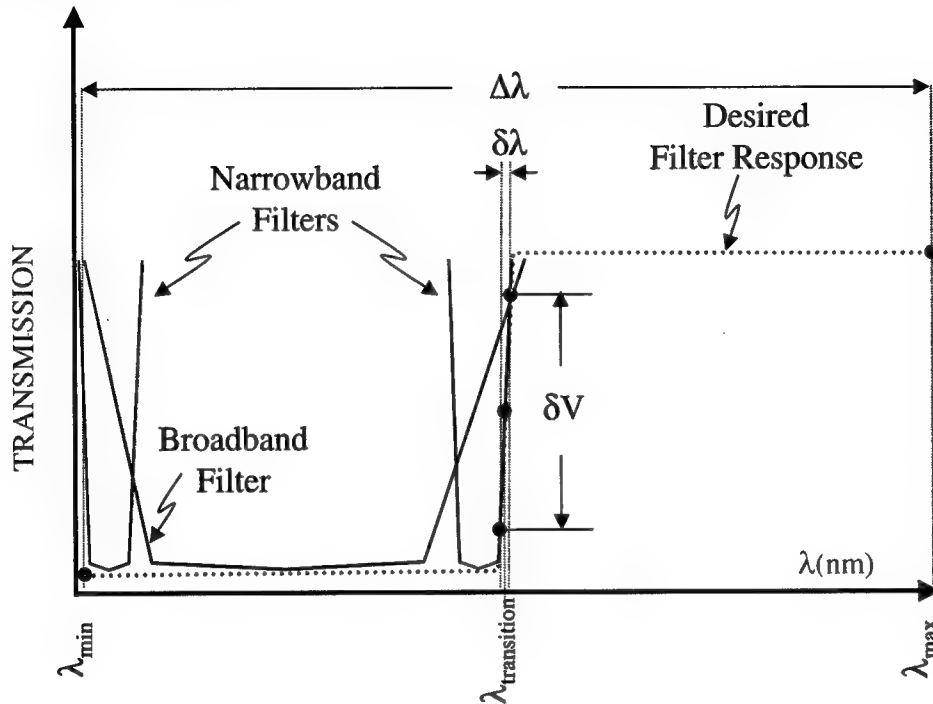 Δλ
δλ
Desired
Filter Response
Narrowband
Filters
TRANSMISSION
δV
Broadband
Filter
λ(nm)
λmin
λtransition
λmax